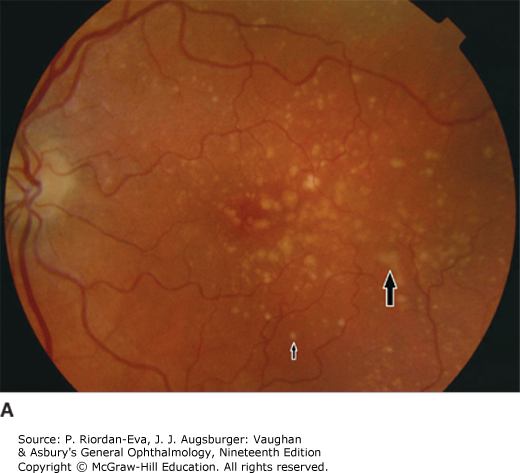 A
Source: P. Riordan-Eva, J. J. Augsburger: Vaughan
& Asbury's General Ophthalmology, Nineteenth Edition
Copyright © McGraw-Hill Education. All rights reserved.